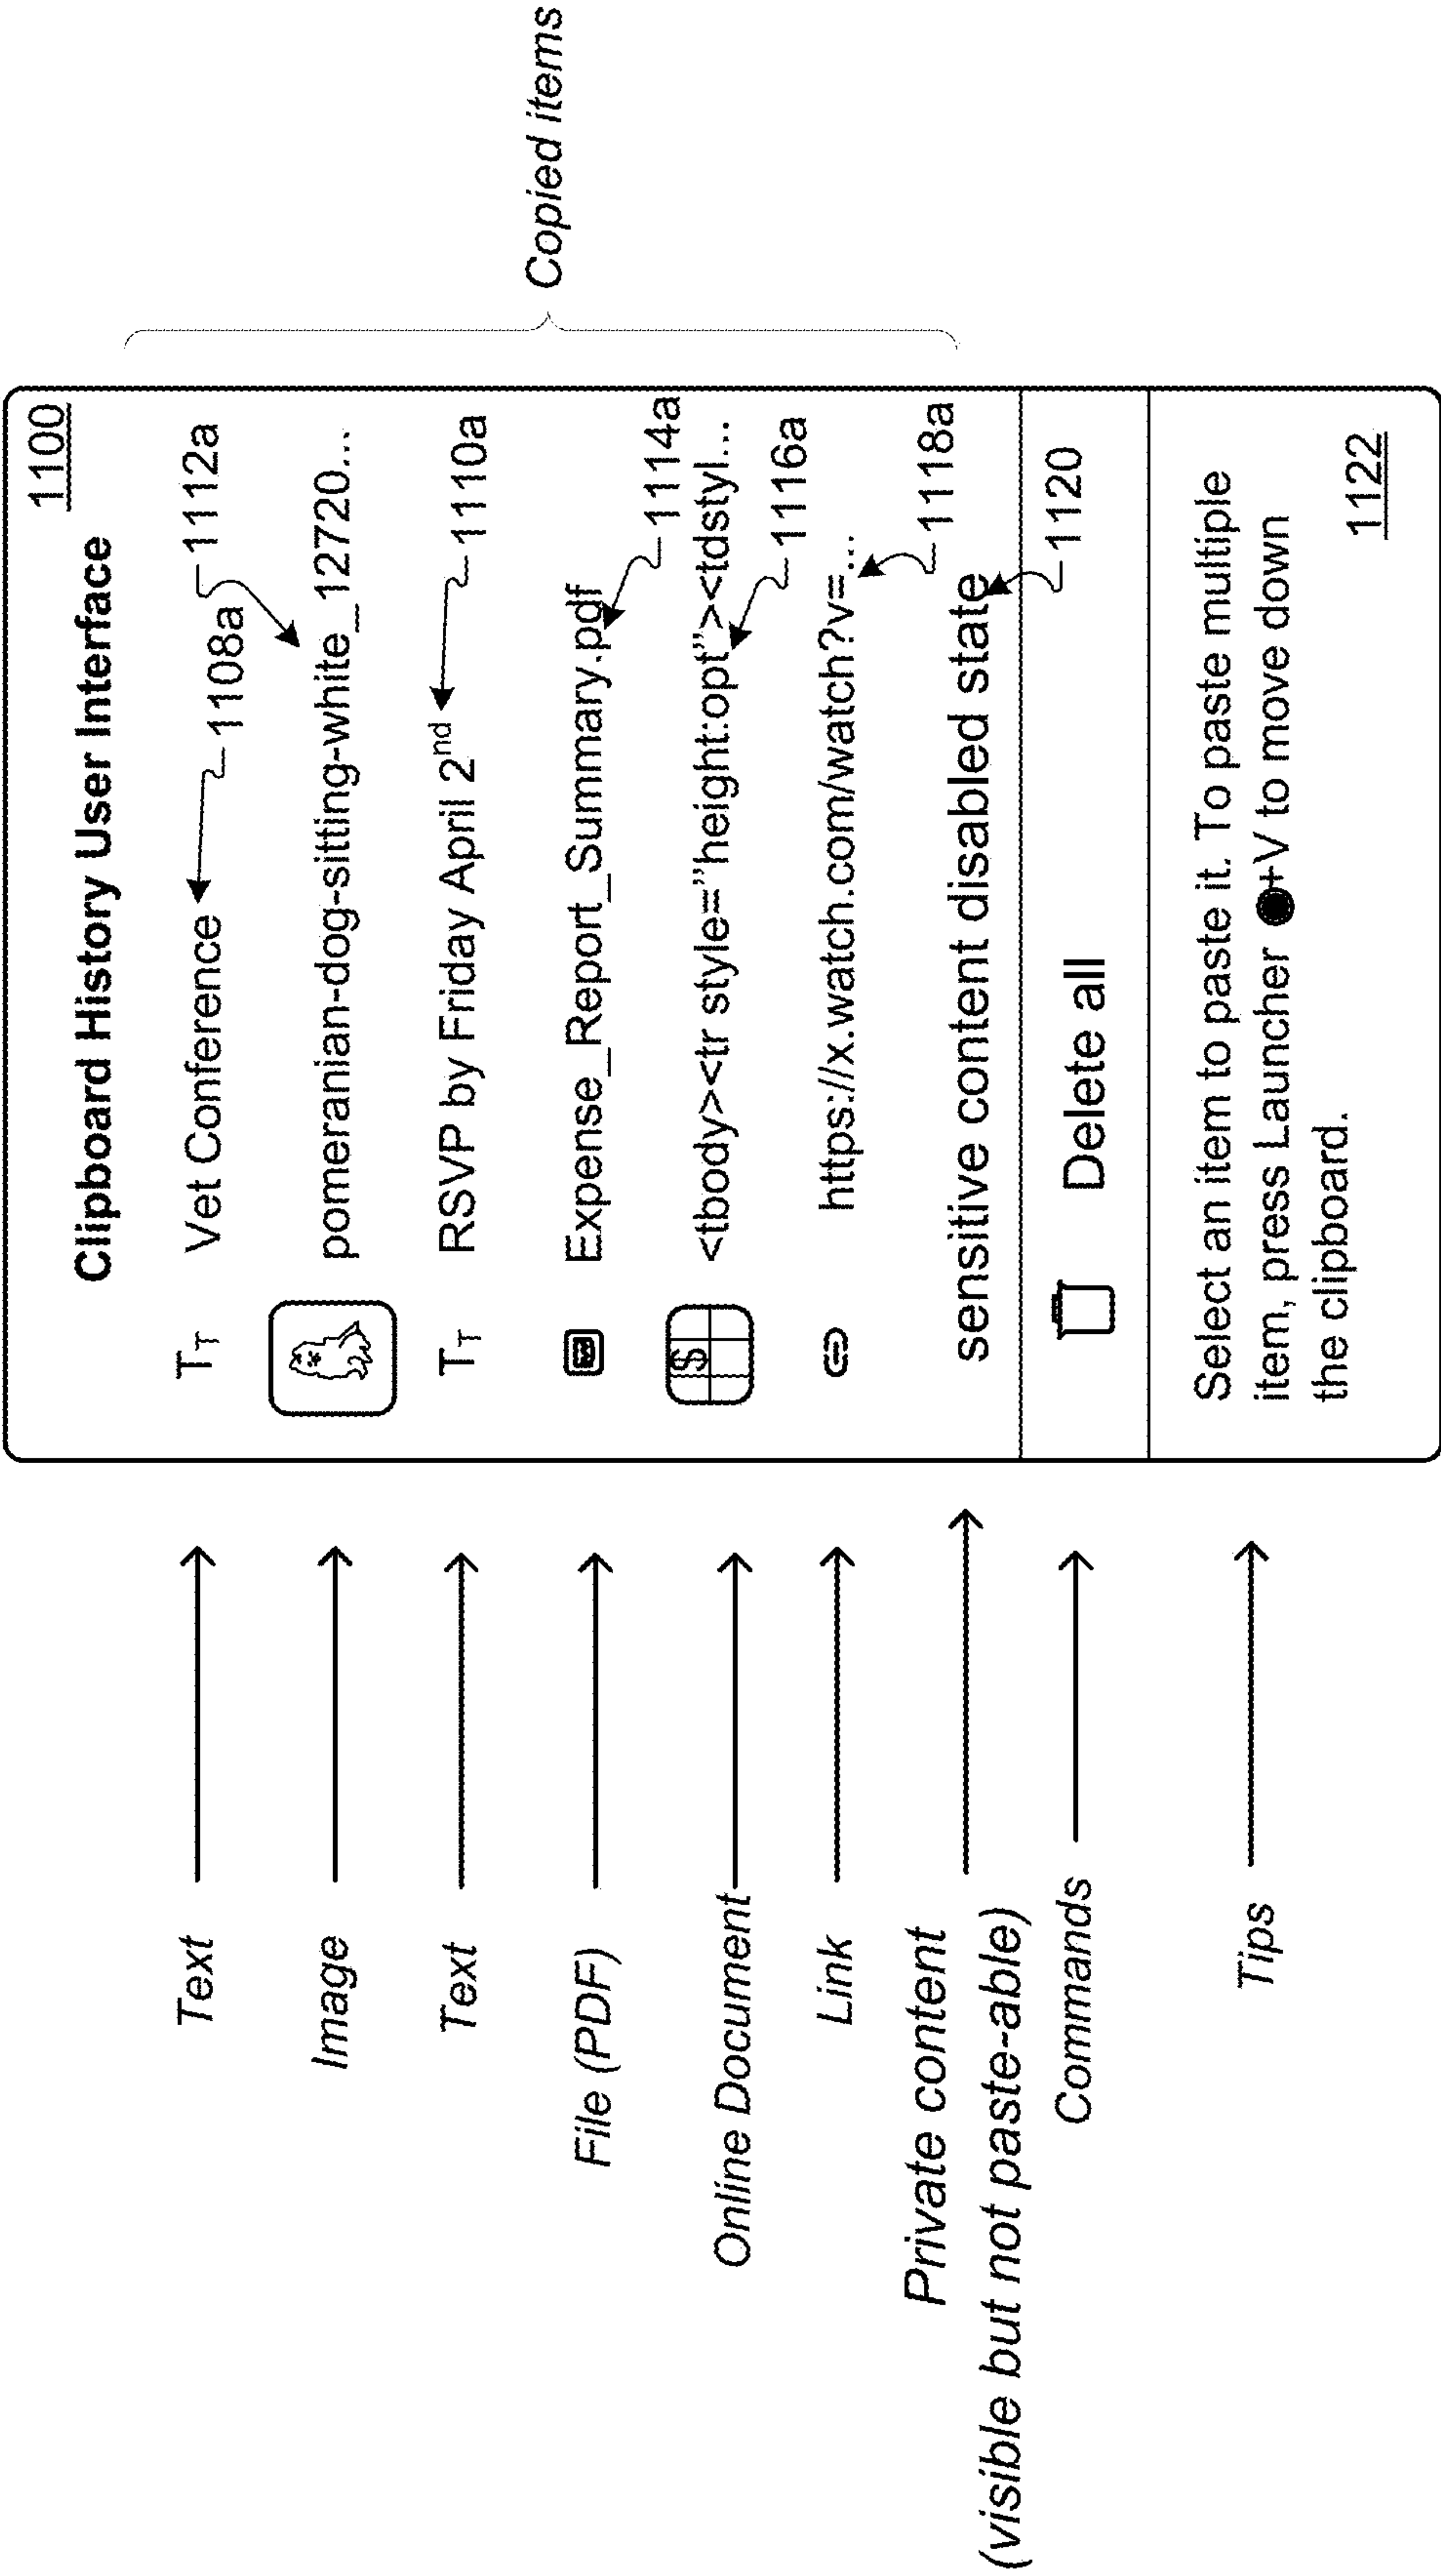 1100
Clipboard History User Interface
Text
Vet Conference
1108a
1112a
Image
pomeranian-dog-sitting-white_12720...
Text
RSVP by Friday April 2nd
1110a
File (PDF)
Expense_Report_Summary.pdf
1114a
Online Document
<tbody><tr style="height:opt"><tdstyl...
1116a
Link
https://x.watch.com/watch?v=...
1118a
Private content
(visible but not paste-able)
sensitive content disabled state
1120
Copied items
Commands
Delete all
Tips
Select an item to paste it. To paste multiple
item, press Launcher +V to move down
the clipboard.
1122